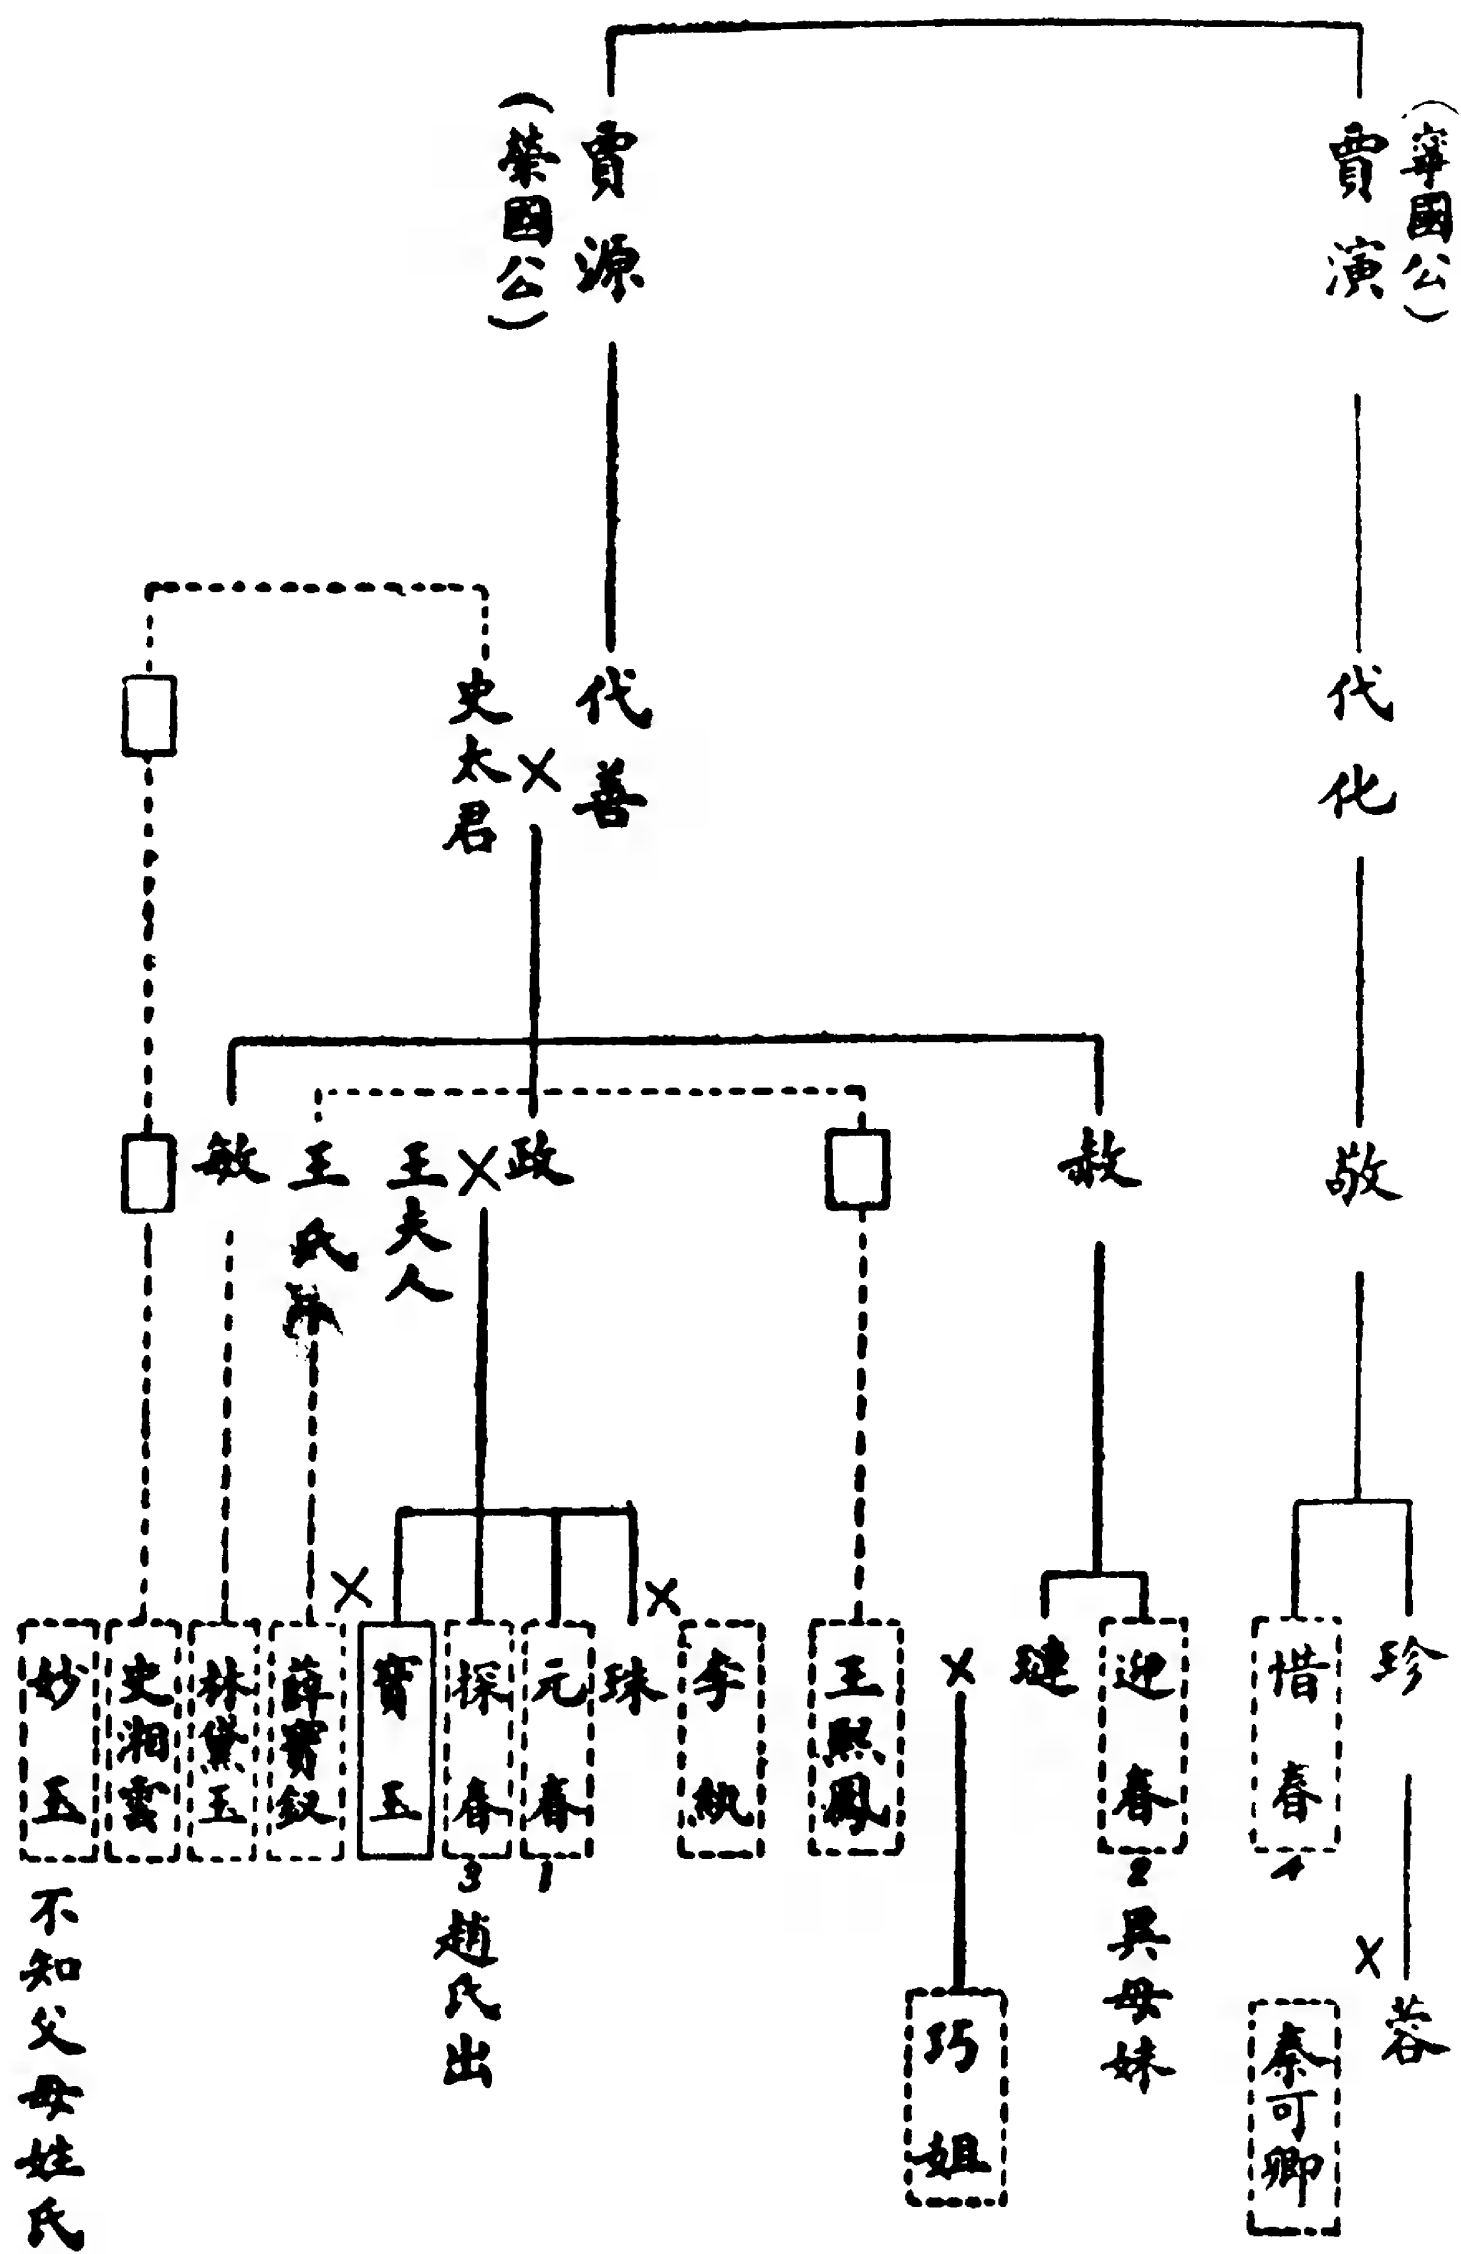 (寧國公)
賈演
賈源
(榮國公)
代化
代善
×
史太君
敬
赦
政
×
王夫人
王氏
敏
珍
惜春
4
迎春
2
異母妹
璉
×
王熙鳳
李紈
×
珠
元春
1
探春
3
趙氏出
寶玉
×
薛寶釵
林黛玉
史湘雲
妙玉
不知父母姓氏
蓉
×
秦可卿
巧姐